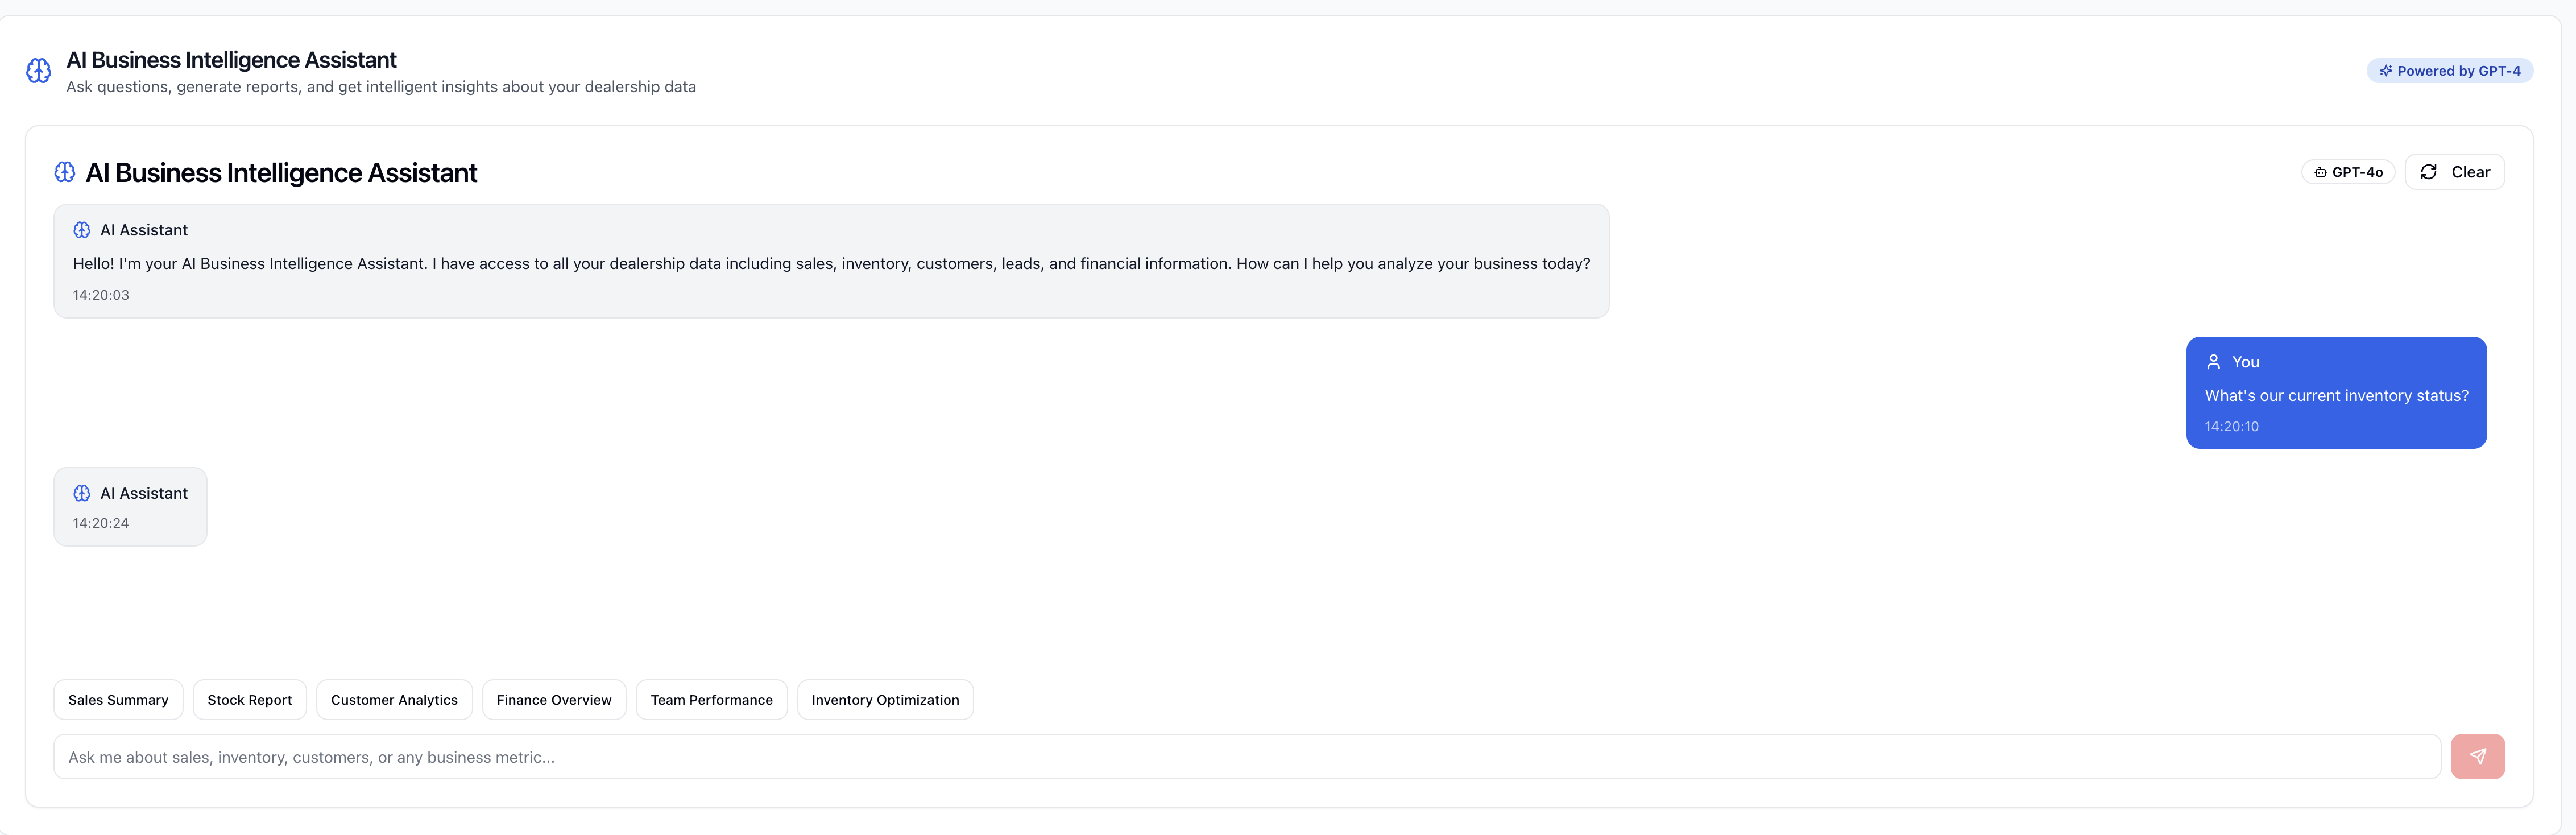 AI Business Intelligence Assistant
Ask questions, generate reports, and get intelligent insights about your dealership data
Powered by GPT-4
AI Business Intelligence Assistant
GPT-4o
Clear
AI Assistant
Hello! I'm your AI Business Intelligence Assistant. I have access to all your dealership data including sales, inventory, customers, leads, and financial information. How can I help you analyze your business today?
14:20:03
You
What's our current inventory status?
14:20:10
AI Assistant
14:20:24
Sales Summary
Stock Report
Customer Analytics
Finance Overview
Team Performance
Inventory Optimization
Ask me about sales, inventory, customers, or any business metric...